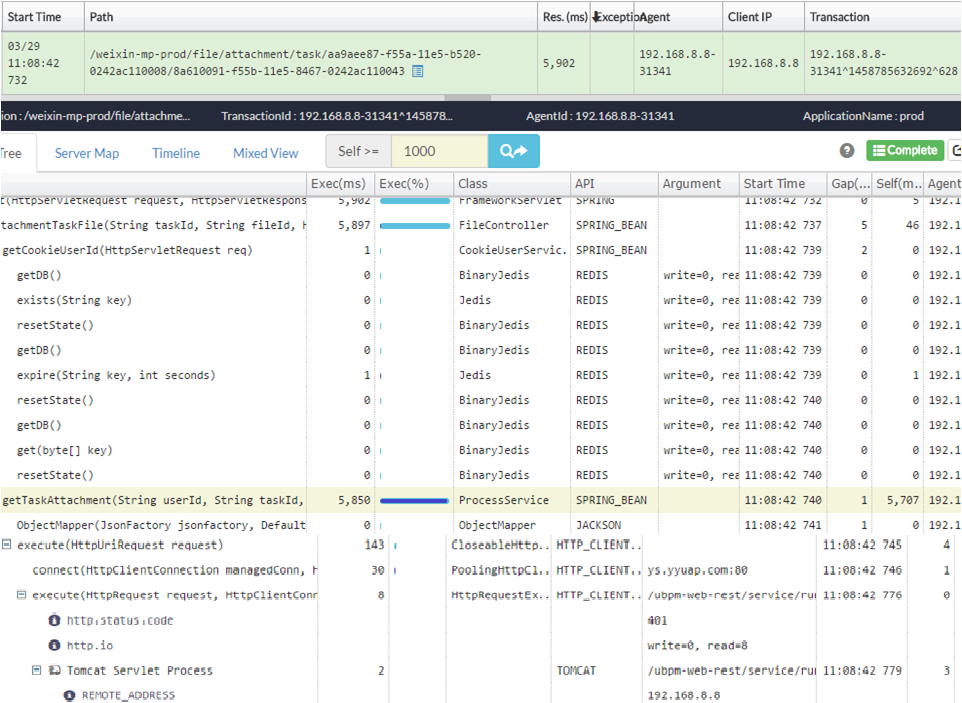 Start Time Path Res. (ms) Exception Agent Client IP Transaction
03/29
11:08:42
732
/weixin-mp-prod/file/attachment/task/aa9aee87-f55a-11e5-b520-
0242ac110008/8a610091-f55b-11e5-8467-0242ac110043
5,902
192.168.8.8-
31341
192.168.8.8
192.168.8.8-
31341^1458785632692^628
ion : /weixin-mp-prod/file/attachme... TransactionId : 192.168.8.8-31341^145878... AgentId : 192.168.8.8-31341 ApplicationName : prod
Tree Server Map Timeline Mixed View Self >= 1000 ? Complete
Exec(ms) Exec(%) Class API Argument Start Time Gap(... Self(m... Agent
t(HttpServletRequest request, HttpServletRespons 5,902 FrameworkServlet SPRING 11:08:42 732 0 5 192.1
tachmentTaskFile(String taskId, String fileId, H 5,897 FileController SPRING_BEAN 11:08:42 737 5 46 192.1
getCookieUserId(HttpServletRequest req) 1 CookieUserServic. SPRING_BEAN 11:08:42 739 2 0 192.1
getDB() 0 BinaryJedis REDIS write=0, rea 11:08:42 739 0 0 192.1
exists(String key) 0 Jedis REDIS write=0, rea 11:08:42 739 0 0 192.1
resetState() 0 BinaryJedis REDIS write=0, rea 11:08:42 739 0 0 192.1
getDB() 0 BinaryJedis REDIS write=0, rea 11:08:42 739 0 0 192.1
expire(String key, int seconds) 1 Jedis REDIS write=0, rea 11:08:42 739 0 1 192.1
resetState() 0 BinaryJedis REDIS write=0, rea 11:08:42 740 0 0 192.1
getDB() 0 BinaryJedis REDIS write=0, rea 11:08:42 740 0 0 192.1
get(byte[] key) 0 BinaryJedis REDIS write=0, rea 11:08:42 740 0 0 192.1
resetState() 0 BinaryJedis REDIS write=0, rea 11:08:42 740 0 0 192.1
getTaskAttachment(String userId, String taskId, 5,850 ProcessService SPRING_BEAN 11:08:42 740 1 5,707 192.1
ObjectMapper(JsonFactory jsonfactory, Default 0 ObjectMapper JACKSON 11:08:42 741 1 0 192.1
execute(HttpUriRequest request) 143 CloseableHttp.. HTTP_CLIENT.. 11:08:42 745 4
connect(HttpClientConnection managedConn, H 30 PoolingHttpCl.. HTTP_CLIENT.. ys.yyuap.com:80 11:08:42 746 1
execute(HttpRequest request, HttpClientConn 8 HttpRequestEx.. HTTP_CLIENT.. /ubpm-web-rest/service/rur 11:08:42 776 0
http.status.code 401
http.io write=0, read=8
Tomcat Servlet Process 2 TOMCAT /ubpm-web-rest/service/rur 11:08:42 779 3
REMOTE_ADDRESS 192.168.8.8